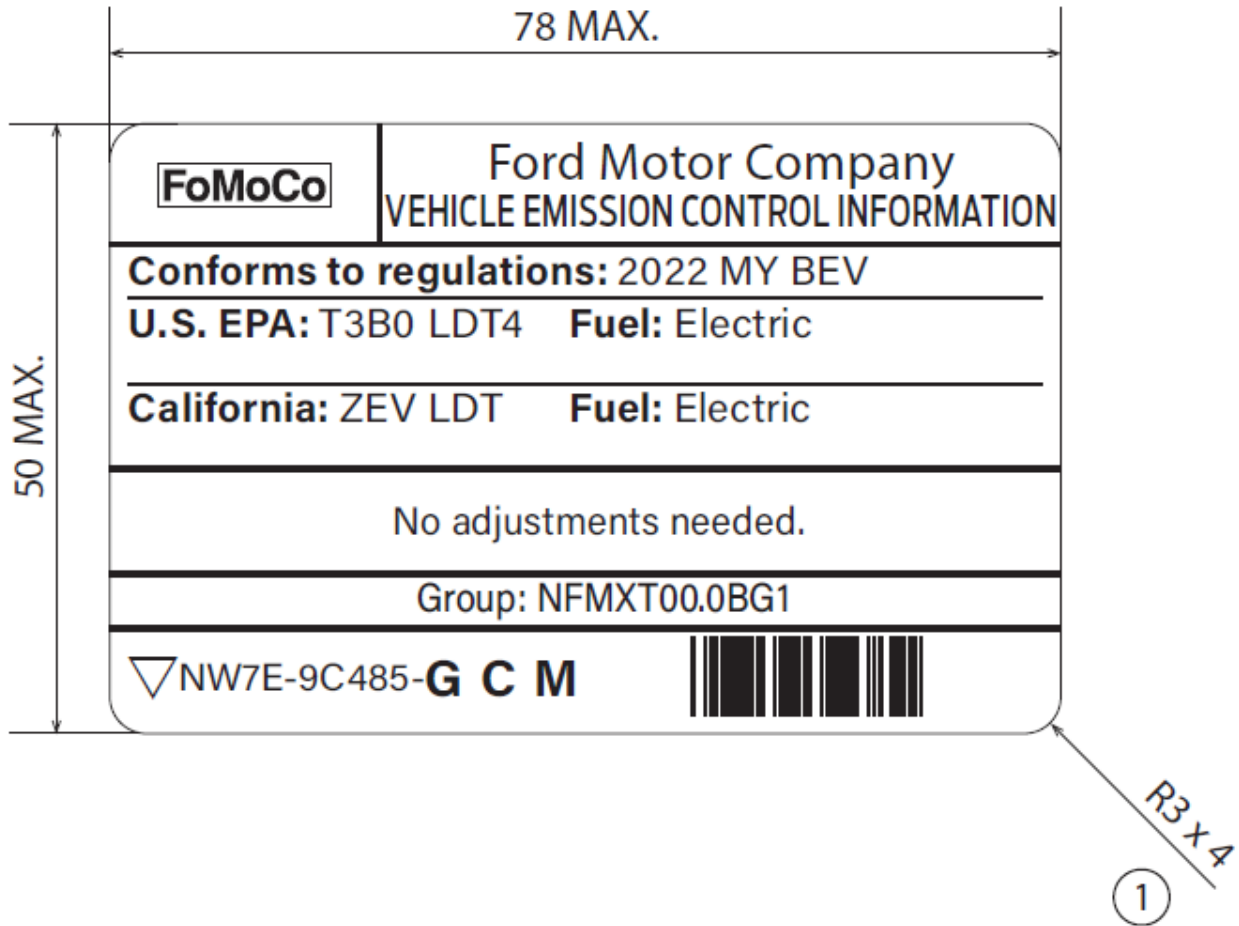 78 MAX.
50 MAX.
FoMoCo
Ford Motor Company
VEHICLE EMISSION CONTROL INFORMATION
Conforms to regulations: 2022 MY BEV
U.S. EPA: T3B0 LDT4 Fuel: Electric
California: ZEV LDT Fuel: Electric
No adjustments needed.
Group: NFMXT00.0BG1
NW7E-9C485-G C M
R3 x 4
1